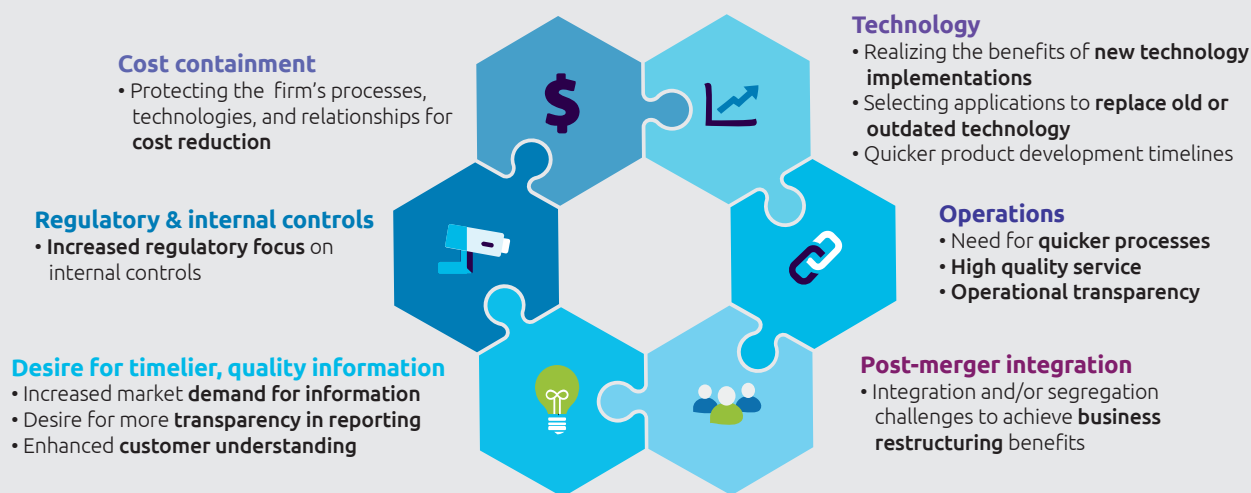 Cost containment
• Protecting the firm's processes,
technologies, and relationships for
cost reduction
$
Technology
• Realizing the benefits of new technology
implementations
• Selecting applications to replace old or
outdated technology
• Quicker product development timelines
Regulatory & internal controls
• Increased regulatory focus on
internal controls
Operations
• Need for quicker processes
• High quality service
• Operational transparency
Desire for timelier, quality information
• Increased market demand for information
• Desire for more transparency in reporting
• Enhanced customer understanding
Post-merger integration
• Integration and/or segregation
challenges to achieve business
restructuring benefits